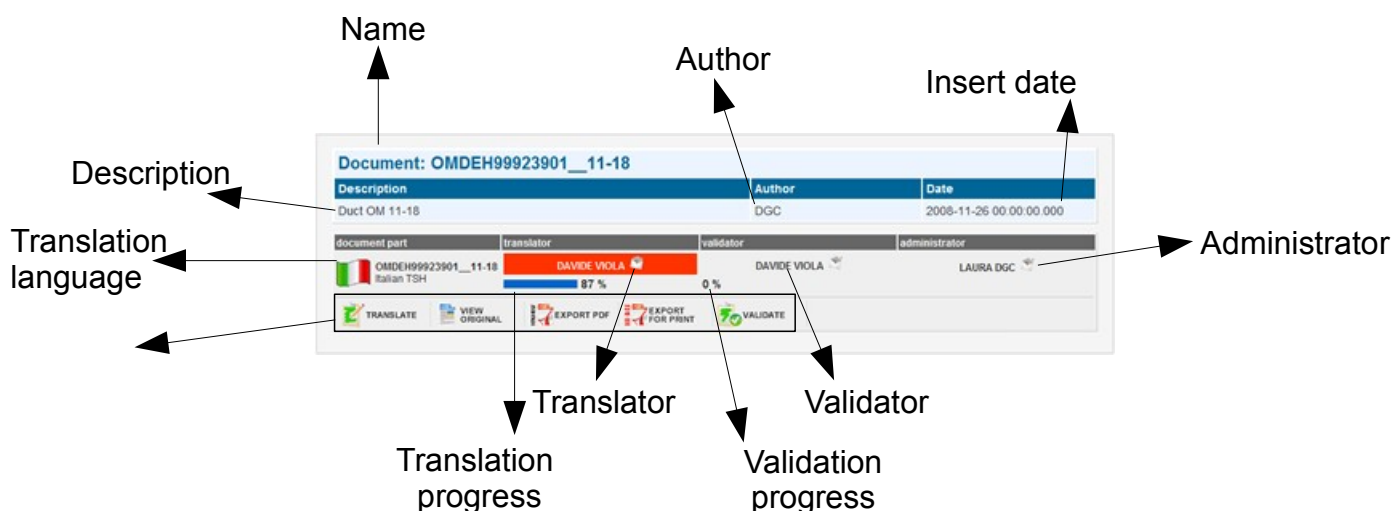 Name
Author
Insert date
Document: OMDEH99923901__11-18
Description
Description Author Date
Duct OM 11-18 DGC 2008-11-26 00:00:00.000
Translation
language
document part translator validator administrator
Administrator
OMDEH99923901__11-18 DAVIDE VIOLA DAVIDE VIOLA LAURA DGC
Italian TSH 87 % 0 %
TRANSLATE VIEW ORIGINAL EXPORT PDF EXPORT FOR PRINT VALIDATE
Translator Validator
Translation
progress
Validation
progress